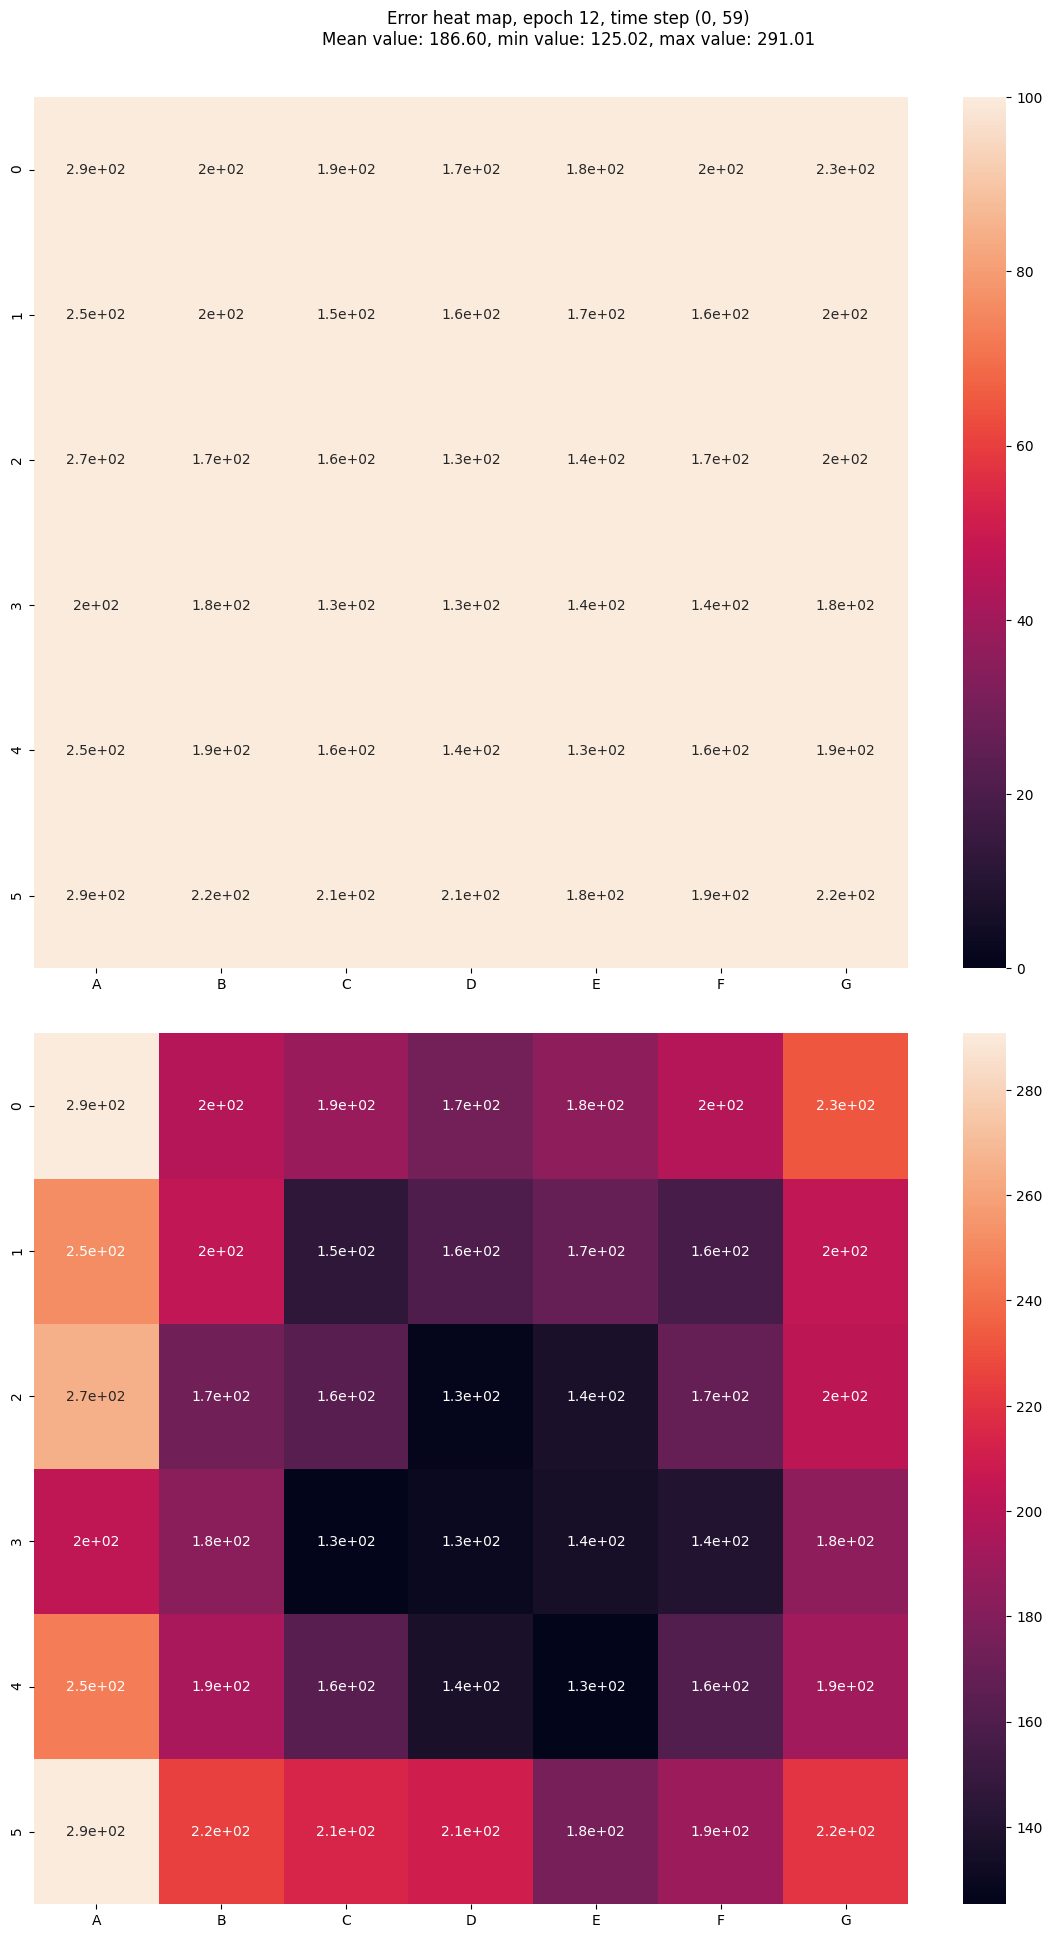 Error heat map, epoch 12, time step (0, 59)
Mean value: 186.60, min value: 125.02, max value: 291.01
0 2.9e+02 2e+02 1.9e+02 1.7e+02 1.8e+02 2e+02 2.3e+02
1 2.5e+02 2e+02 1.5e+02 1.6e+02 1.7e+02 1.6e+02 2e+02
2 2.7e+02 1.7e+02 1.6e+02 1.3e+02 1.4e+02 1.7e+02 2e+02
3 2e+02 1.8e+02 1.3e+02 1.3e+02 1.4e+02 1.4e+02 1.8e+02
4 2.5e+02 1.9e+02 1.6e+02 1.4e+02 1.3e+02 1.6e+02 1.9e+02
5 2.9e+02 2.2e+02 2.1e+02 2.1e+02 1.8e+02 1.9e+02 2.2e+02
A B C D E F G
100
80
60
40
20
0
0 2.9e+02 2e+02 1.9e+02 1.7e+02 1.8e+02 2e+02 2.3e+02
1 2.5e+02 2e+02 1.5e+02 1.6e+02 1.7e+02 1.6e+02 2e+02
2 2.7e+02 1.7e+02 1.6e+02 1.3e+02 1.4e+02 1.7e+02 2e+02
3 2e+02 1.8e+02 1.3e+02 1.3e+02 1.4e+02 1.4e+02 1.8e+02
4 2.5e+02 1.9e+02 1.6e+02 1.4e+02 1.3e+02 1.6e+02 1.9e+02
5 2.9e+02 2.2e+02 2.1e+02 2.1e+02 1.8e+02 1.9e+02 2.2e+02
A B C D E F G
280
260
240
220
200
180
160
140